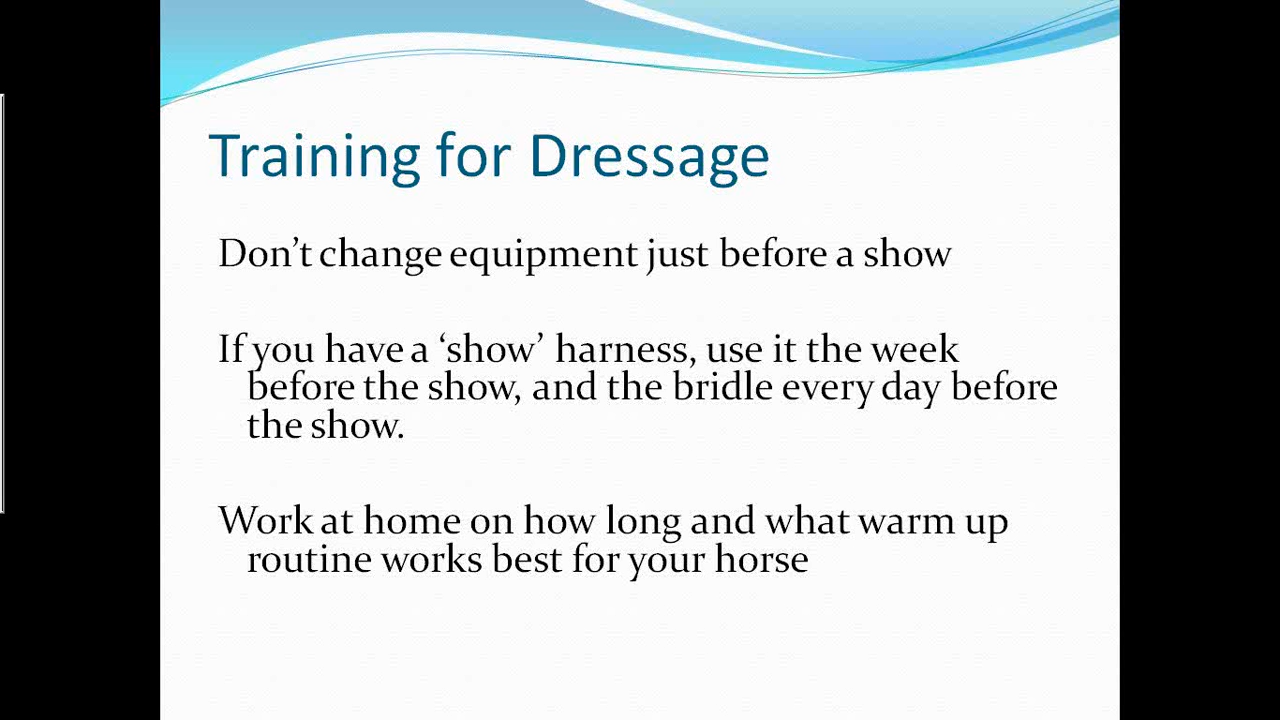 Training for Dressage
Don’t change equipment just before a show
If you have a ‘show’ harness, use it the week
before the show, and the bridle every day before
the show.
Work at home on how long and what warm up
routine works best for your horse